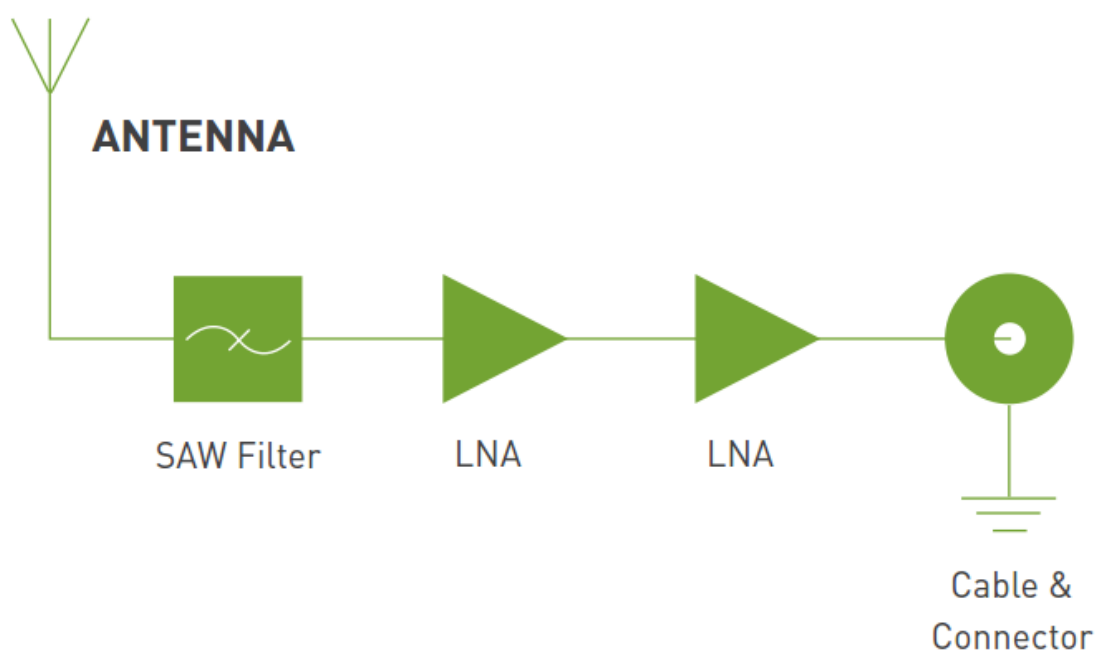 ANTENNA
SAW Filter
LNA
LNA
Cable &
Connector